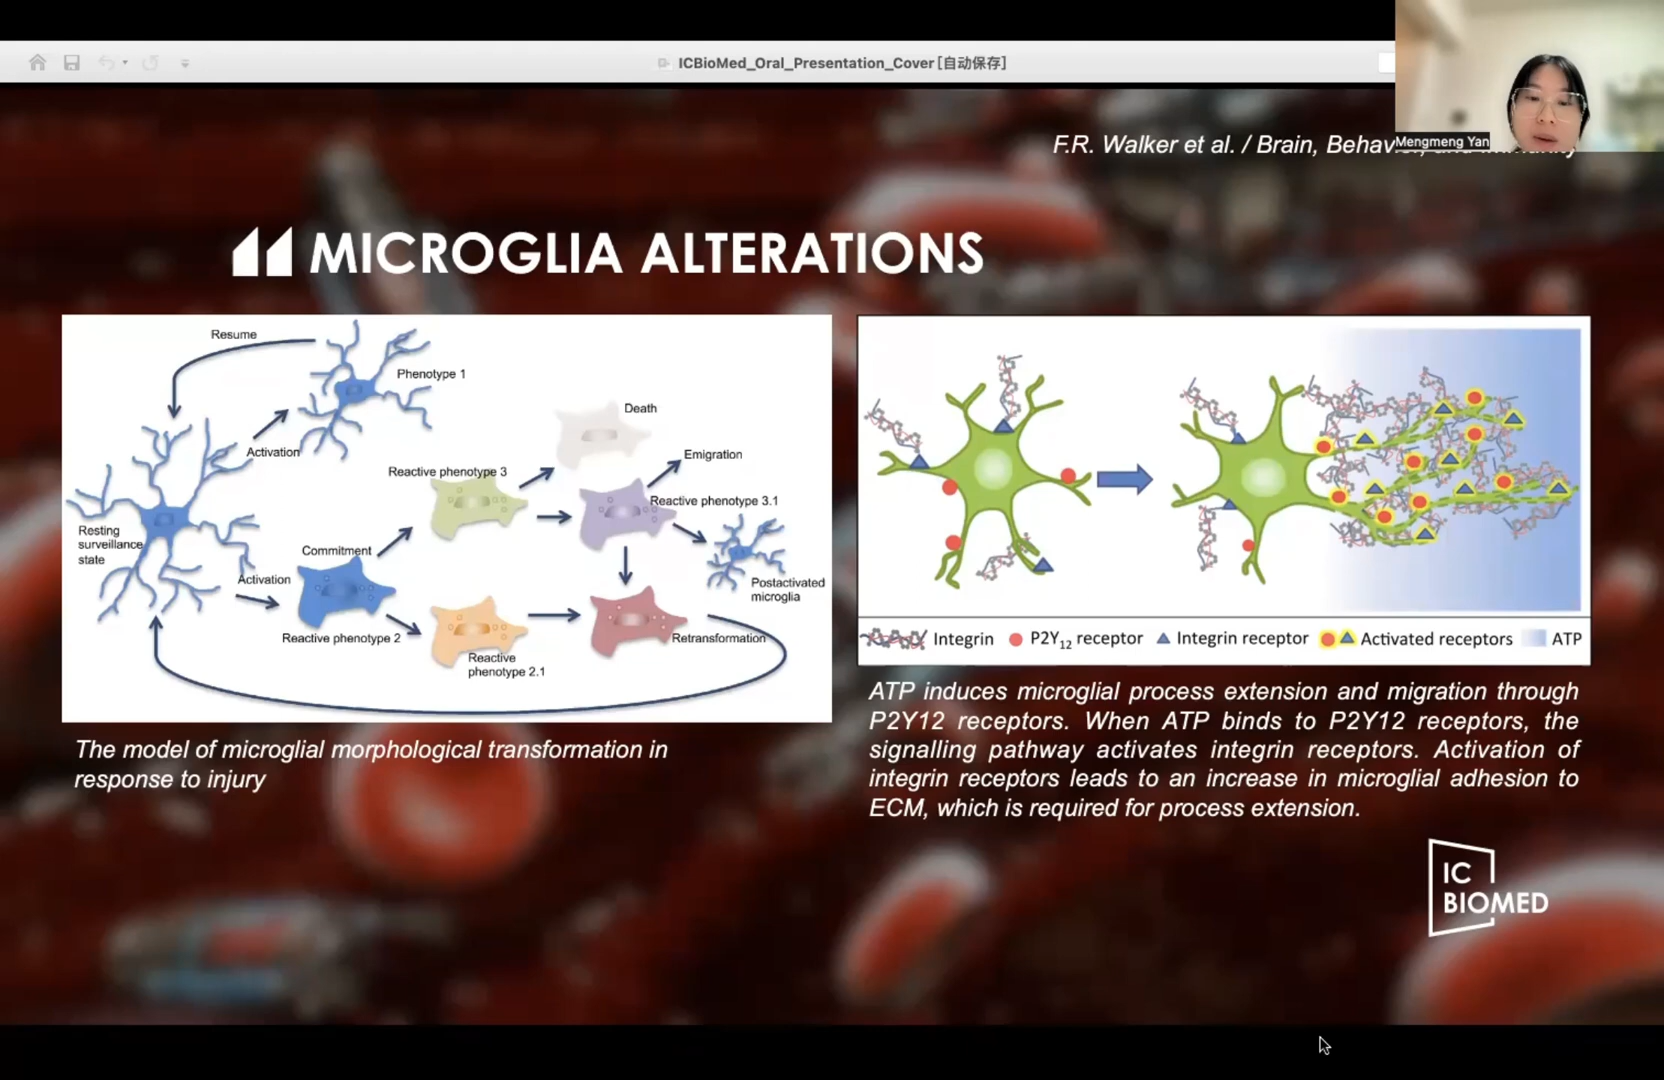 ICBioMed_Oral_Presentation_Cover [自动保存]
Mengmeng Yan
F.R. Walker et al. / Brain,
MICROGLIA ALTERATIONS
Resume
Phenotype 1
Activation
Death
Emigration
Reactive phenotype 3
Reactive phenotype 3.1
Resting
surveillance
state
Commitment
Activation
Postactivated
microglia
Reactive phenotype 2
Retransformation
Reactive
phenotype 2.1
Integrin
P2Y12 receptor
Integrin receptor
Activated receptors
ATP
The model of microglial morphological transformation in
response to injury
ATP induces microglial process extension and migration through
P2Y12 receptors. When ATP binds to P2Y12 receptors, the
signalling pathway activates integrin receptors. Activation of
integrin receptors leads to an increase in microglial adhesion to
ECM, which is required for process extension.
IC
BIOMED